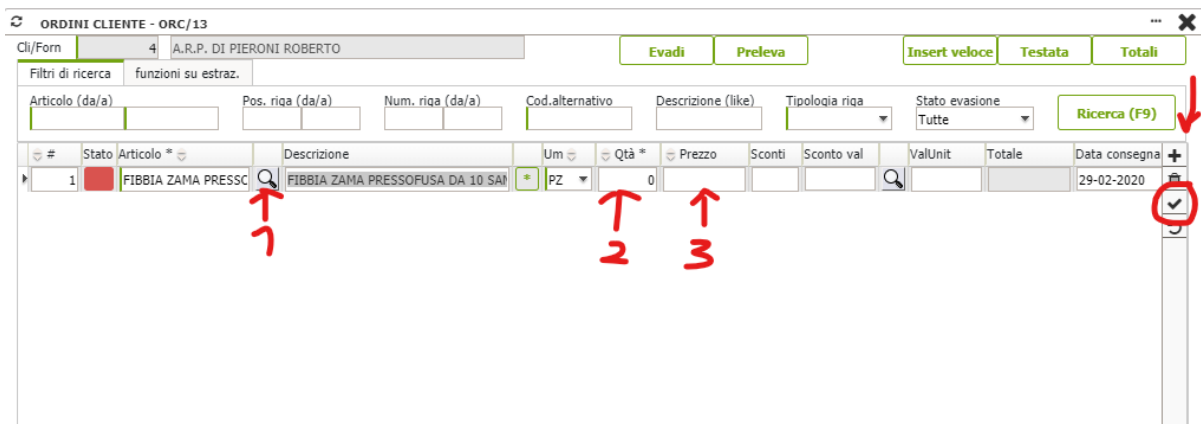 ORDINI CLIENTE - ORC/13
Cli/Forn 4 A.R.P. DI PIERONI ROBERTO Evadi Preleva Insert veloce Testata Totali
Filtri di ricerca funzioni su estraz.
Articolo (da/a) Pos. riga (da/a) Num. riga (da/a) Cod.alternativo Descrizione (like) Tipologia riga Stato evasione
Tutte Ricerca (F9)
# Stato Articolo * Descrizione Um Qtà * Prezzo Sconti Sconto val ValUnit Totale Data consegna
1 FIBBIA ZAMA PRESSC FIBBIA ZAMA PRESSOFUSA DA 10 SAN * PZ 0 29-02-2020
1 2 3